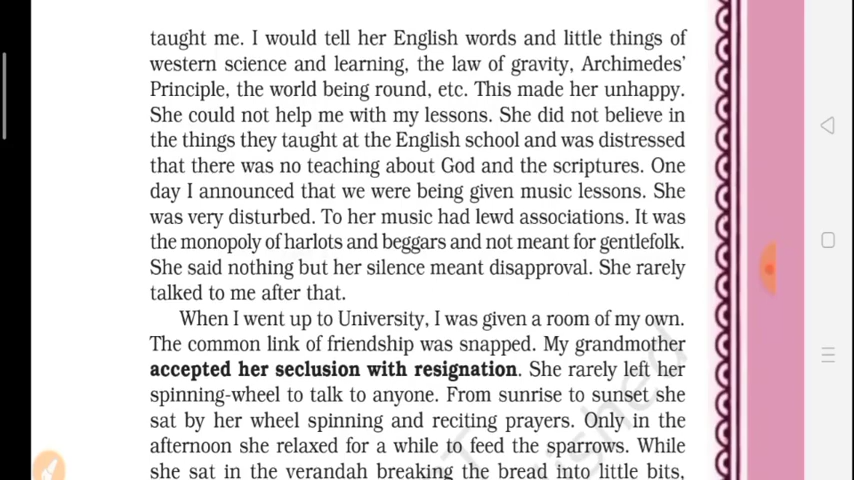 taught me. I would tell her English words and little things of
western science and learning, the law of gravity, Archimedes'
Principle, the world being round, etc. This made her unhappy.
She could not help me with my lessons. She did not believe in
the things they taught at the English school and was distressed
that there was no teaching about God and the scriptures. One
day I announced that we were being given music lessons. She
was very disturbed. To her music had lewd associations. It was
the monopoly of harlots and beggars and not meant for gentlefolk.
She said nothing but her silence meant disapproval. She rarely
talked to me after that.
When I went up to University, I was given a room of my own.
The common link of friendship was snapped. My grandmother
accepted her seclusion with resignation. She rarely left her
spinning-wheel to talk to anyone. From sunrise to sunset she
sat by her wheel spinning and reciting prayers. Only in the
afternoon she relaxed for a while to feed the sparrows. While
she sat in the verandah breaking the bread into little bits,